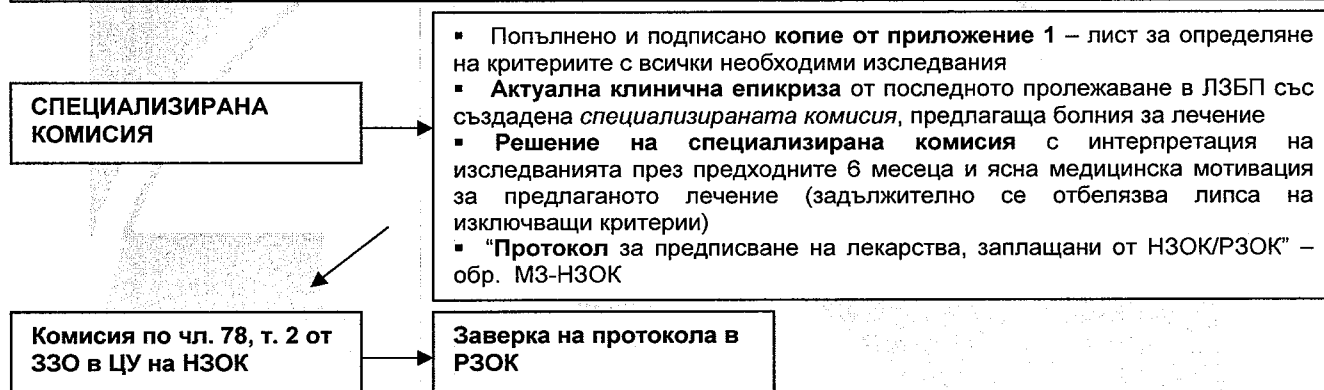 СПЕЦИАЛИЗИРАНА
КОМИСИЯ
▪ Попълнено и подписано копие от приложение 1 – лист за определяне
на критериите с всички необходими изследвания
▪ Актуална клинична епикриза от последното пролежаване в ЛЗБП със
създадена специализираната комисия, предлагаща болния за лечение
▪ Решение на специализирана комисия с интерпретация на
изследванията през предходните 6 месеца и ясна медицинска мотивация
за предлаганото лечение (задължително се отбелязва липса на
изключващи критерии)
▪ “Протокол за предписване на лекарства, заплащани от НЗОК/РЗОК” –
обр. МЗ-НЗОК
Комисия по чл. 78, т. 2 от
ЗЗО в ЦУ на НЗОК
Заверка на протокола в
РЗОК